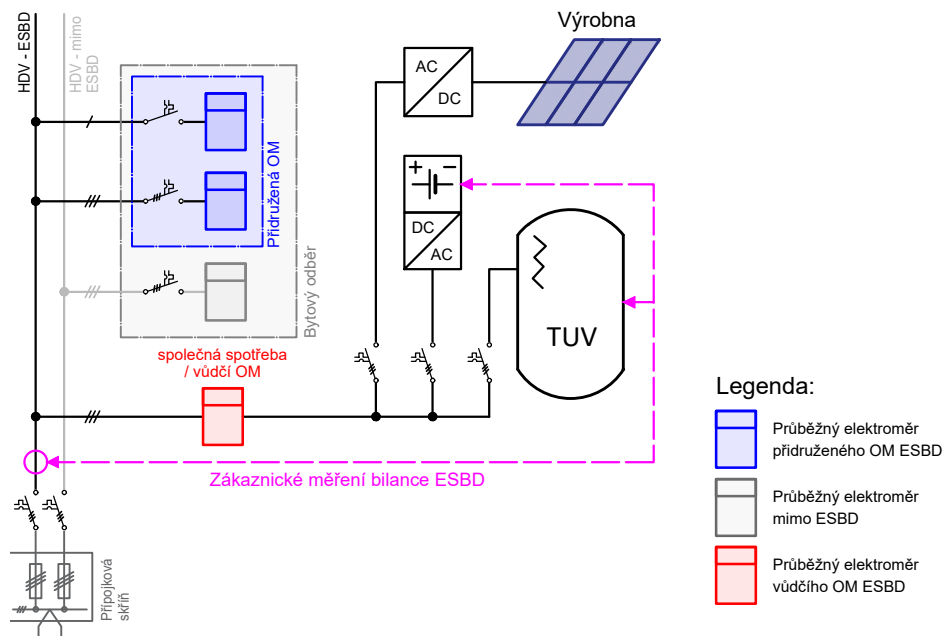 HDV - ESBD
HDV - mimo
ESBD
Přidružená OM
Bytový odběr
Výrobna
AC
DC
+ −
DC
AC
TUV
společná spotřeba
/ vůdčí OM
Zákaznické měření bilance ESBD
Přípojková
skříň
Legenda:
Průběžný elektroměr
přidruženého OM ESBD
Průběžný elektroměr
mimo ESBD
Průběžný elektroměr
vůdčího OM ESBD